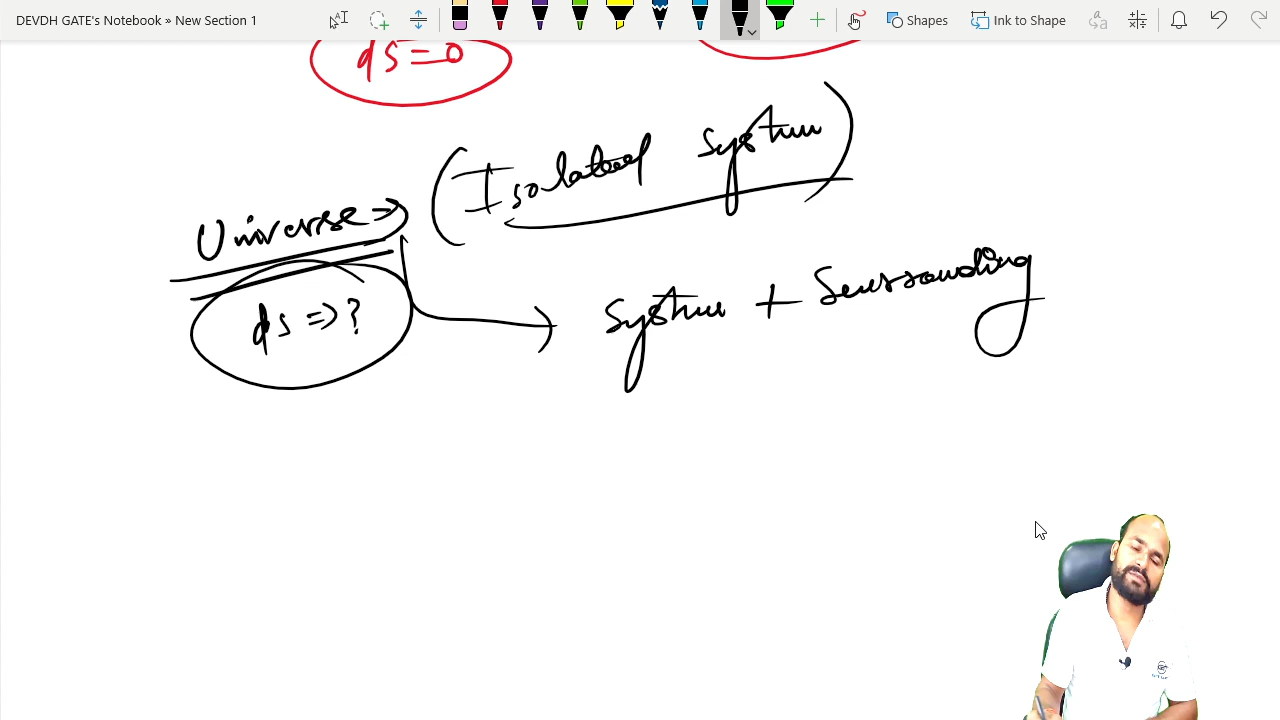 DEVDH GATE's Notebook » New Section 1
Shapes
Ink to Shape
ds=0
(Isolated system)
Universe ⇒
ds ⇒ ?
system + Surrounding